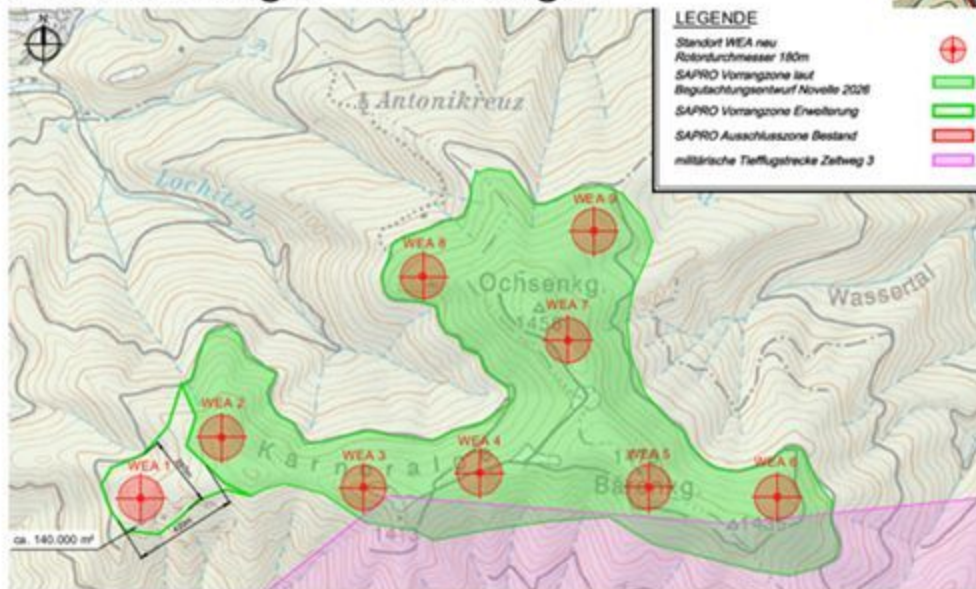 N
LEGENDE
Standort WEA neu
Rotordurchmesser 180m
SAPRO Vorrangzone laut
Begutachtungsentwurf Novelle 2026
SAPRO Vorrangzone Erweiterung
SAPRO Ausschlusszone Bestand
militärische Tiefflugstrecke Zeltweg 3
Antonikreuz
WEA 9
WEA 8
Ochsenkg.
WEA 7
Wassertal
WEA 2
WEA 4
WEA 3
WEA 5
WEA 6
WEA 1
Bärenkg.
ca. 140.000 m²